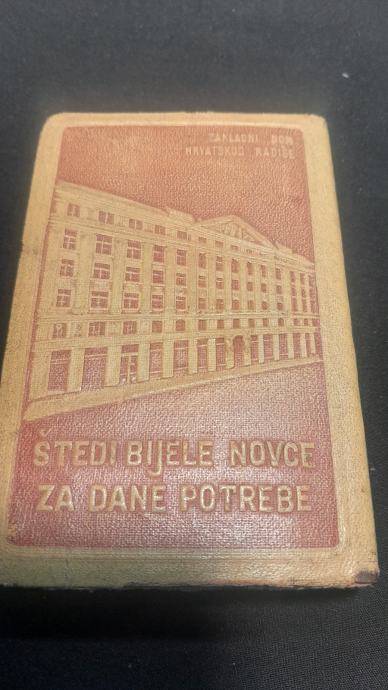 ZAKLADNI DOM
HRVATSKOG RADIŠE
ŠTEDI BIJELE NOVCE
ZA DANE POTREBE